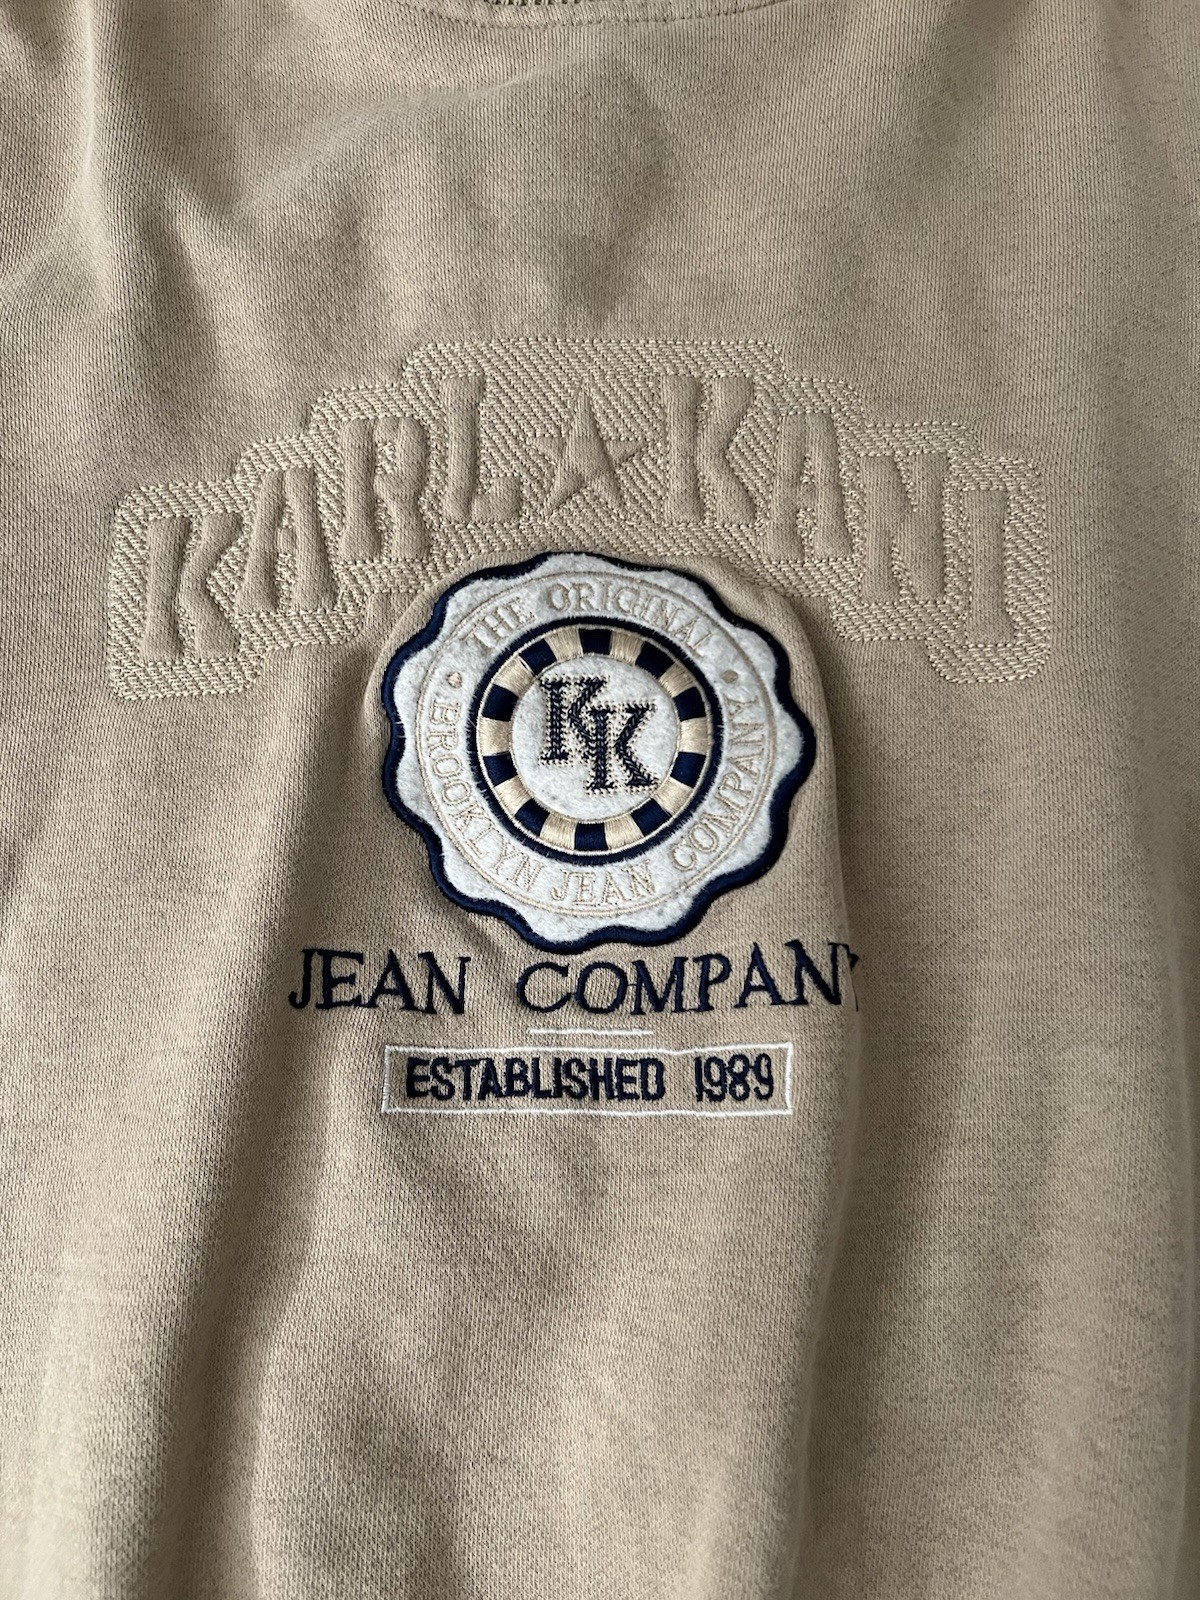 KARL★KANI
THE ORIGINAL
KK
• BROOKLYN JEAN COMPANY •
JEAN COMPANY
ESTABLISHED 1989